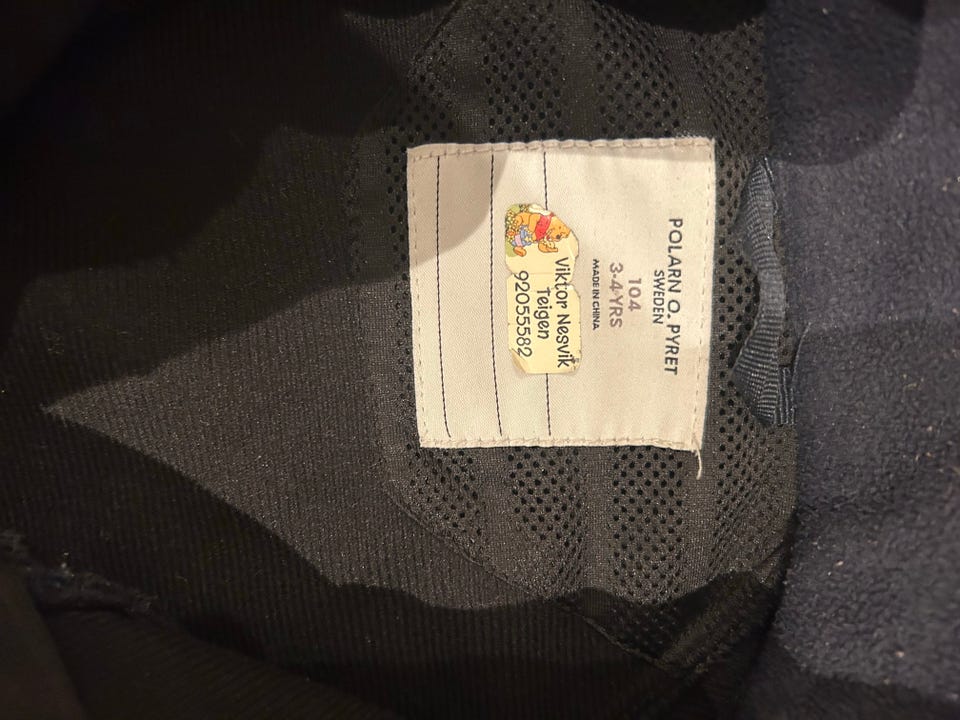 POLARN O. PYRET
SWEDEN
104
3-4 YRS
MADE IN CHINA
Viktor Nesvik
Teigen
92055582